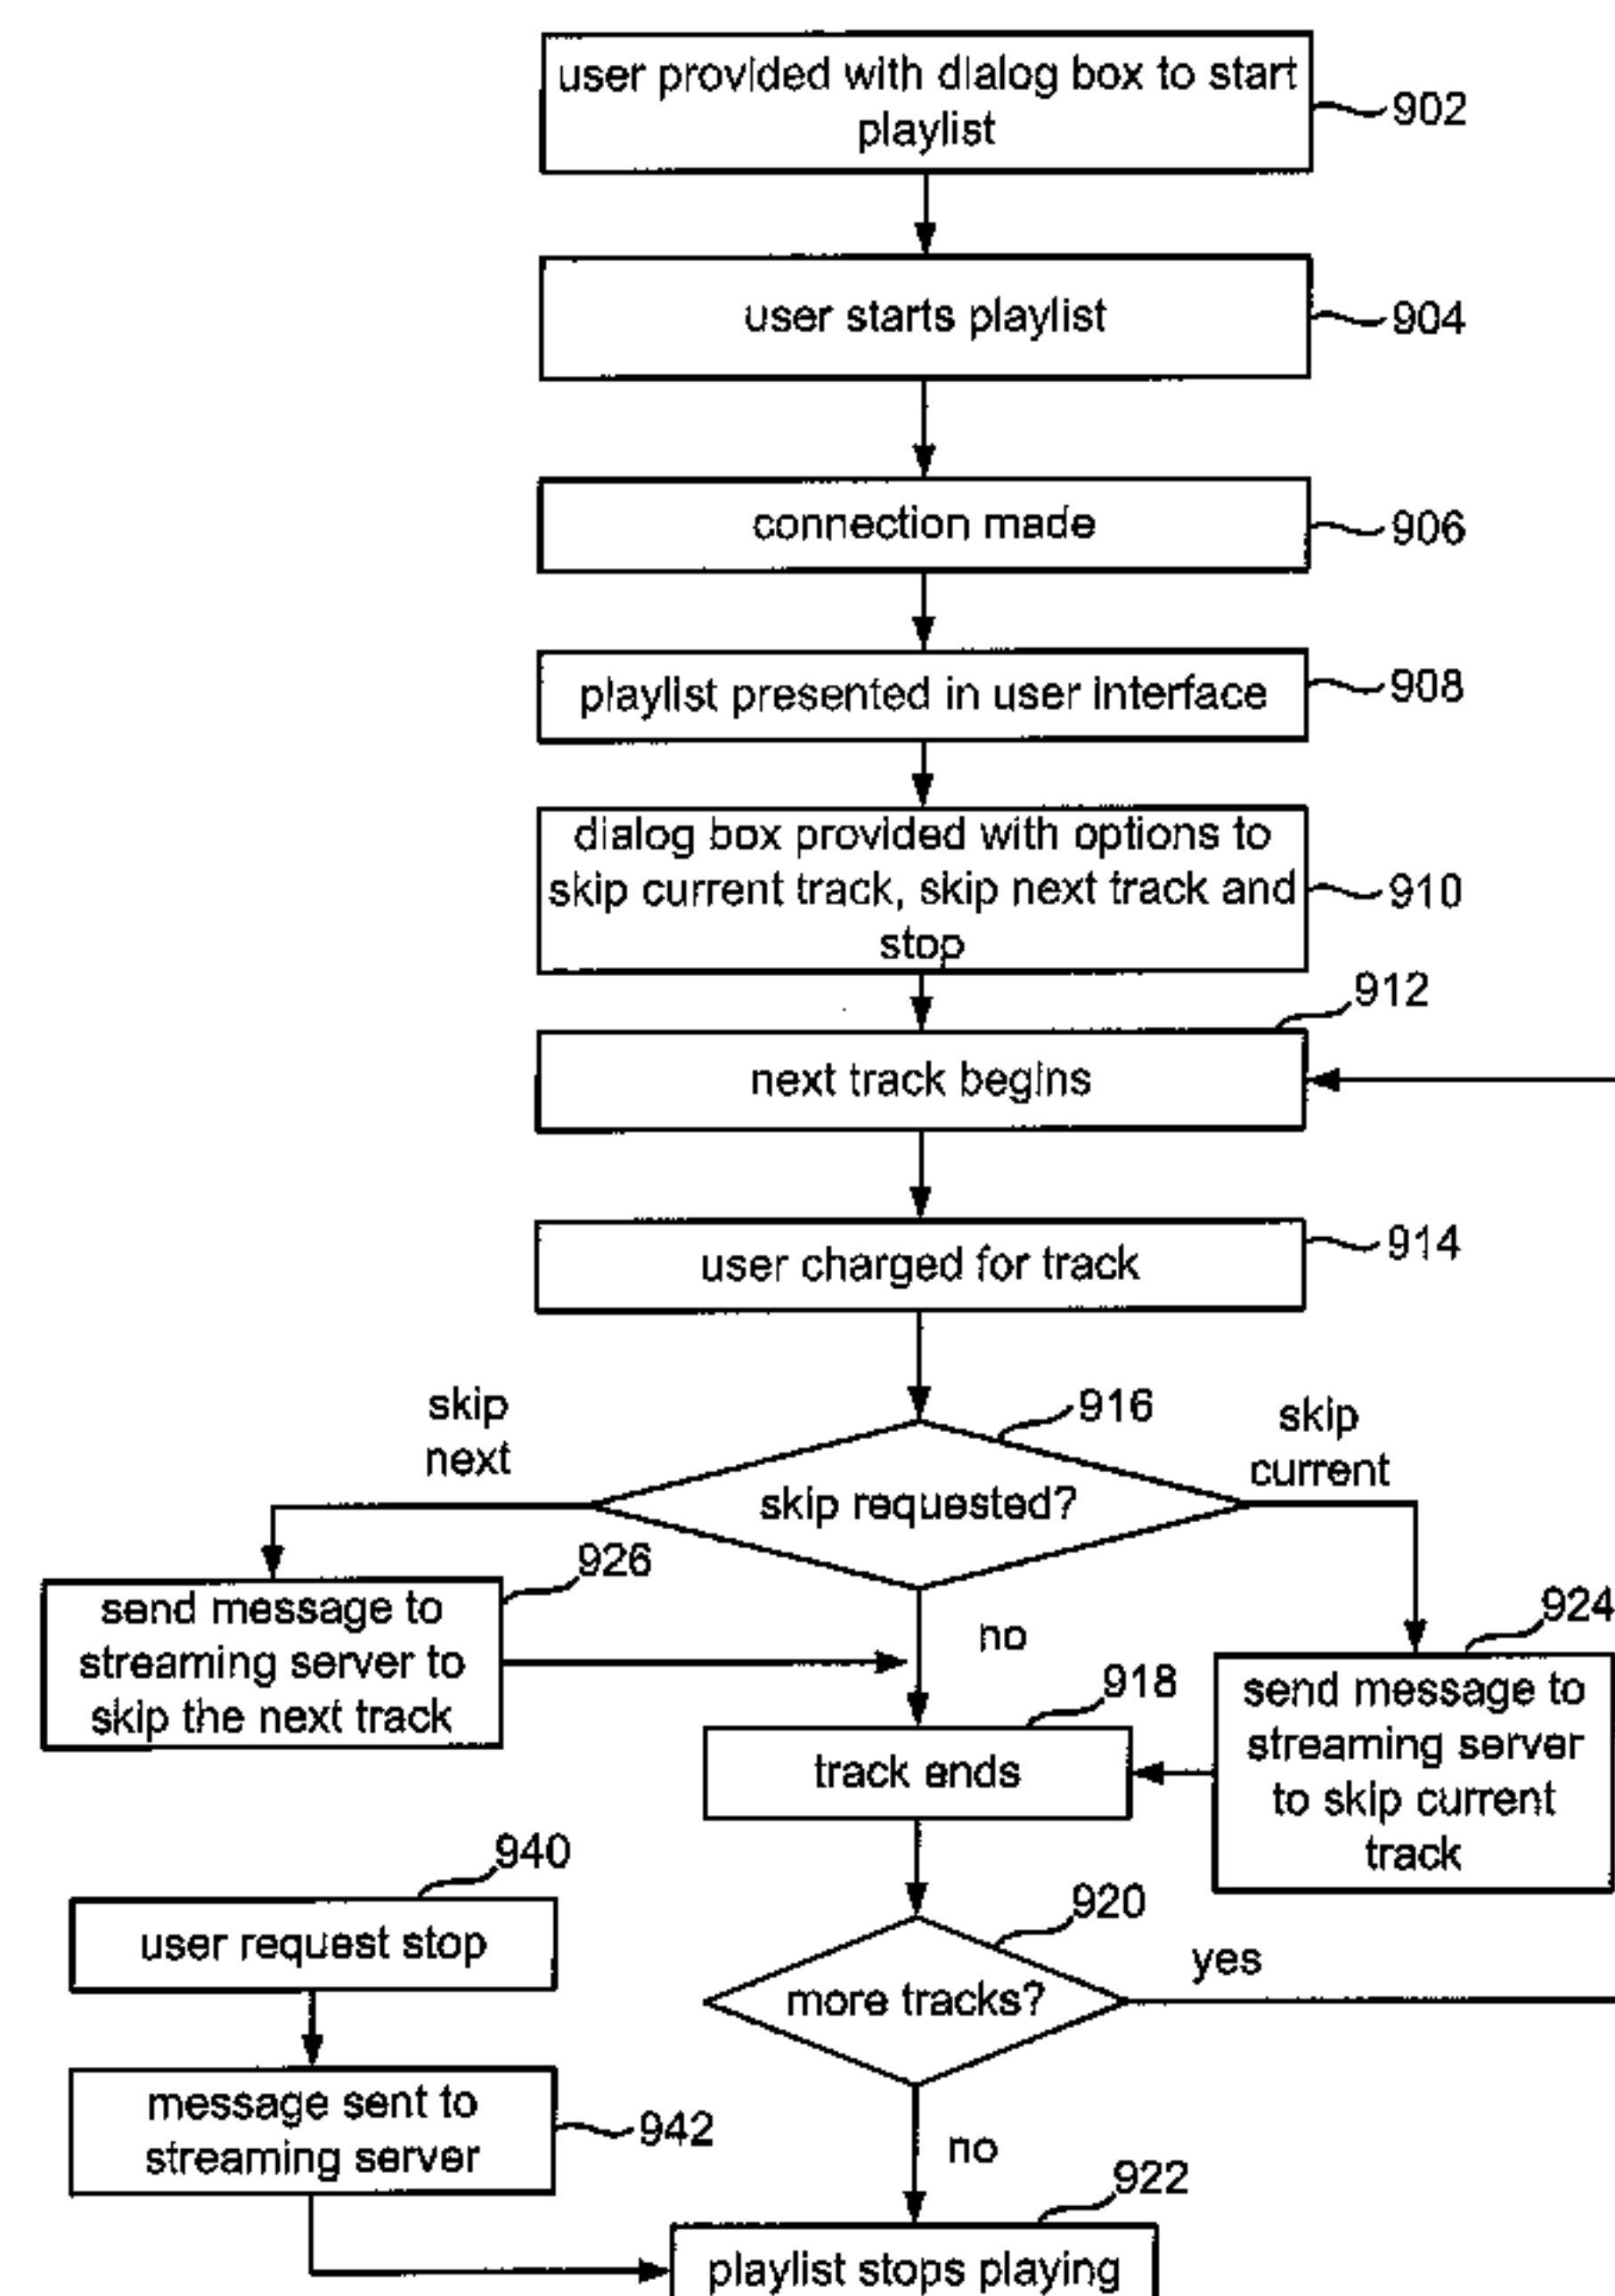 user provided with dialog box to start
playlist
902
user starts playlist
904
connection made
906
playlist presented in user interface
908
dialog box provided with options to
skip current track, skip next track and
stop
910
912
next track begins
user charged for track
914
skip
next
916
skip
current
skip requested?
926
send message to
streaming server to
skip the next track
no
924
send message to
streaming server
to skip current
track
918
track ends
940
user request stop
920
more tracks?
yes
message sent to
streaming server
942
no
922
playlist stops playing